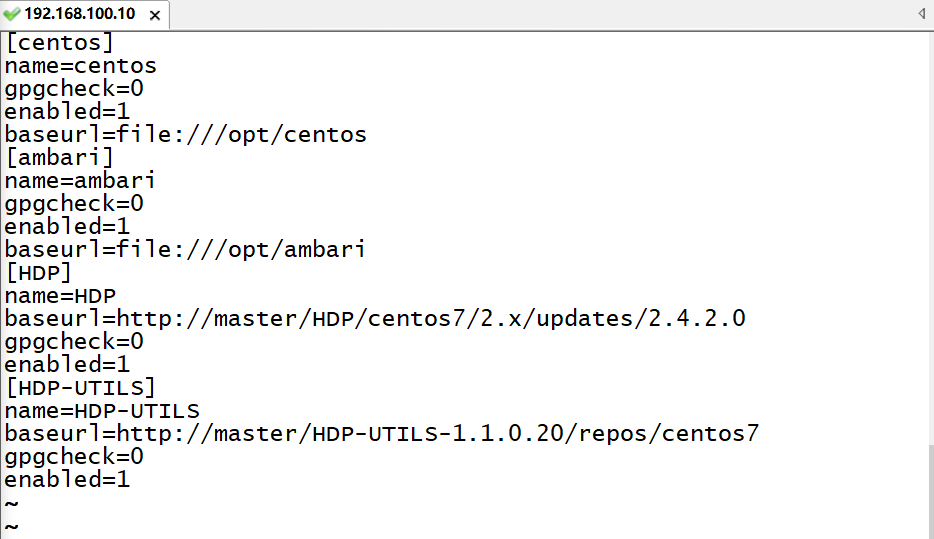 192.168.100.10
[centos]
name=centos
gpgcheck=0
enabled=1
baseurl=file:///opt/centos
[ambari]
name=ambari
gpgcheck=0
enabled=1
baseurl=file:///opt/ambari
[HDP]
name=HDP
baseurl=http://master/HDP/centos7/2.x/updates/2.4.2.0
gpgcheck=0
enabled=1
[HDP-UTILS]
name=HDP-UTILS
baseurl=http://master/HDP-UTILS-1.1.0.20/repos/centos7
gpgcheck=0
enabled=1
~
~